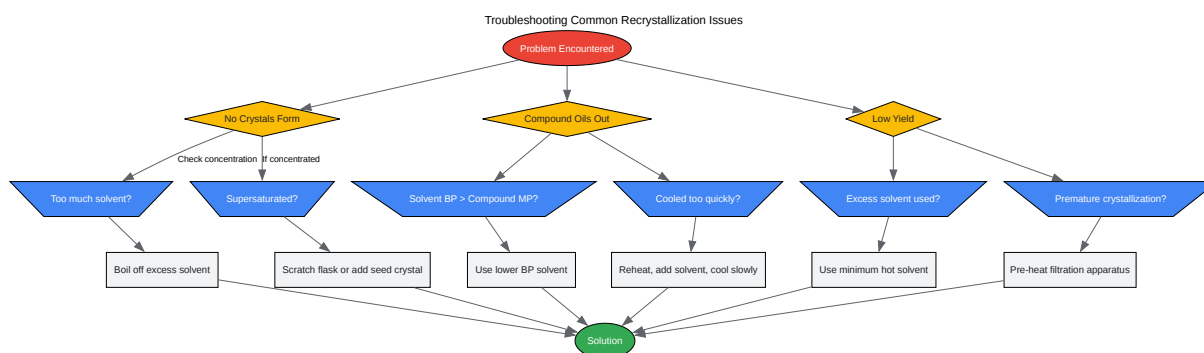 Troubleshooting Common Recrystallization Issues
Problem Encountered
No Crystals Form
Compound Oils Out
Low Yield
Check concentration
If concentrated
Too much solvent?
Supersaturated?
Solvent BP > Compound MP?
Cooled too quickly?
Excess solvent used?
Premature crystallization?
Boil off excess solvent
Scratch flask or add seed crystal
Use lower BP solvent
Reheat, add solvent, cool slowly
Use minimum hot solvent
Pre-heat filtration apparatus
Solution